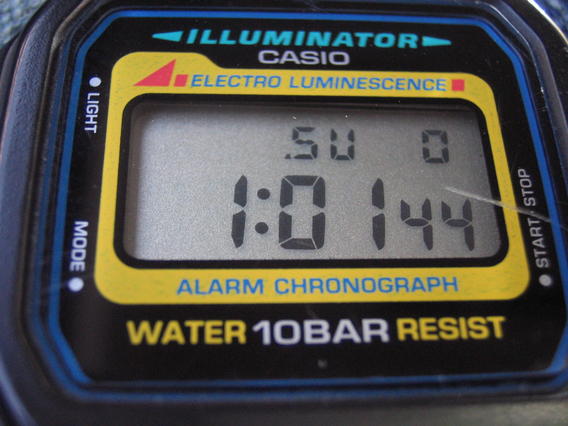 ILLUMINATOR
CASIO
ELECTRO LUMINESCENCE
LIGHT
SU 0
1:01 44
MODE
START/STOP
ALARM CHRONOGRAPH
WATER 10BAR RESIST